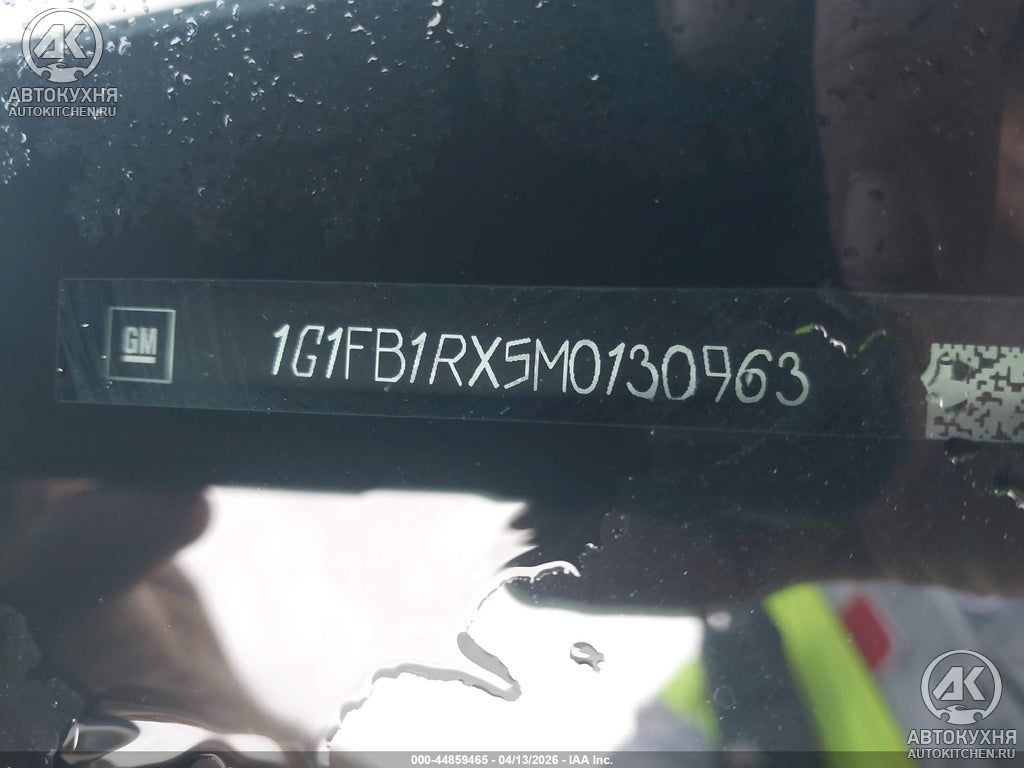 АВТОКУХНЯ
AUTOKITCHEN.RU
GM
1G1FB1RX5M0130963
АВТОКУХНЯ
AUTOKITCHEN.RU
000-44859465 - 04/13/2026 - IAA Inc.